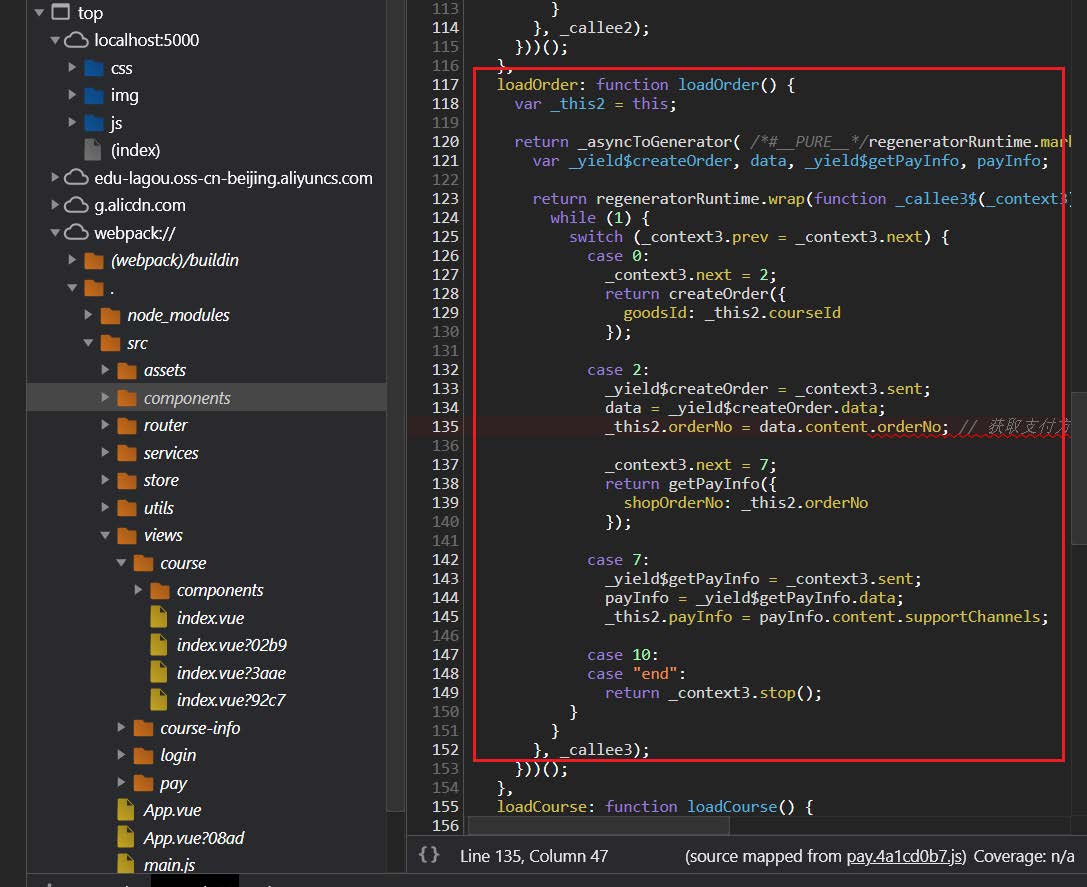 top
localhost:5000
css
img
js
(index)
edu-lagou.oss-cn-beijing.aliyuncs.com
g.alicdn.com
webpack://
(webpack)/buildin
.
node_modules
src
assets
components
router
services
store
utils
views
course
components
index.vue
index.vue?02b9
index.vue?3aae
index.vue?92c7
course-info
login
pay
App.vue
App.vue?08ad
main.js
113 }
114 }, _callee2);
115 }))();
116 },
117 loadOrder: function loadOrder() {
118 var _this2 = this;
119
120 return _asyncToGenerator( /*#__PURE__*/regeneratorRuntime.mark
121 var _yield$createOrder, data, _yield$getPayInfo, payInfo;
122
123 return regeneratorRuntime.wrap(function _callee3$(_context3)
124 while (1) {
125 switch (_context3.prev = _context3.next) {
126 case 0:
127 _context3.next = 2;
128 return createOrder({
129 goodsId: _this2.courseId
130 });
131
132 case 2:
133 _yield$createOrder = _context3.sent;
134 data = _yield$createOrder.data;
135 _this2.orderNo = data.content.orderNo; // 获取支付方
136
137 _context3.next = 7;
138 return getPayInfo({
139 shopOrderNo: _this2.orderNo
140 });
141
142 case 7:
143 _yield$getPayInfo = _context3.sent;
144 payInfo = _yield$getPayInfo.data;
145 _this2.payInfo = payInfo.content.supportChannels;
146
147 case 10:
148 case "end":
149 return _context3.stop();
150 }
151 }
152 }, _callee3);
153 }))();
154 },
155 loadCourse: function loadCourse() {
156
{} Line 135, Column 47 (source mapped from pay.4a1cd0b7.js) Coverage: n/a